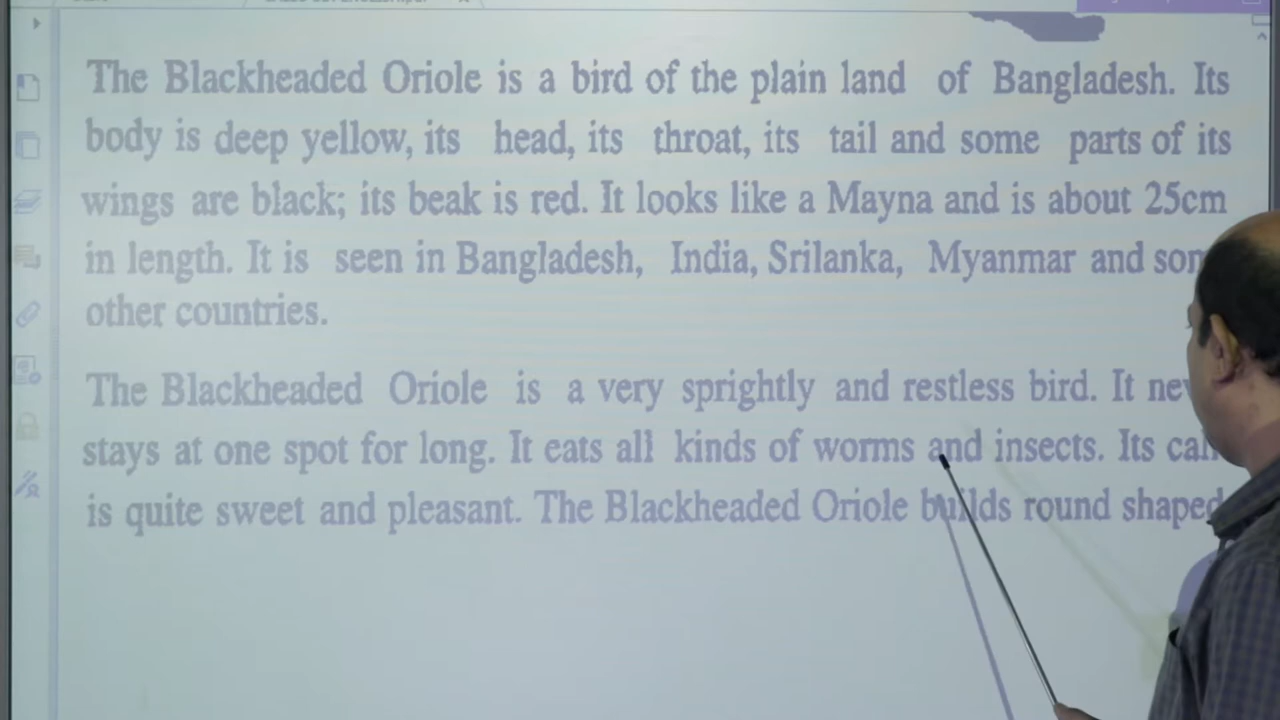 The Blackheaded Oriole is a bird of the plain land of Bangladesh. Its
body is deep yellow, its head, its throat, its tail and some parts of its
wings are black; its beak is red. It looks like a Mayna and is about 25cm
in length. It is seen in Bangladesh, India, Srilanka, Myanmar and
other countries.
The Blackheaded Oriole is a very sprightly and restless bird. It
stays at one spot for long. It eats all kinds of worms and insects. Its
is quite sweet and pleasant. The Blackheaded Oriole builds round shaped